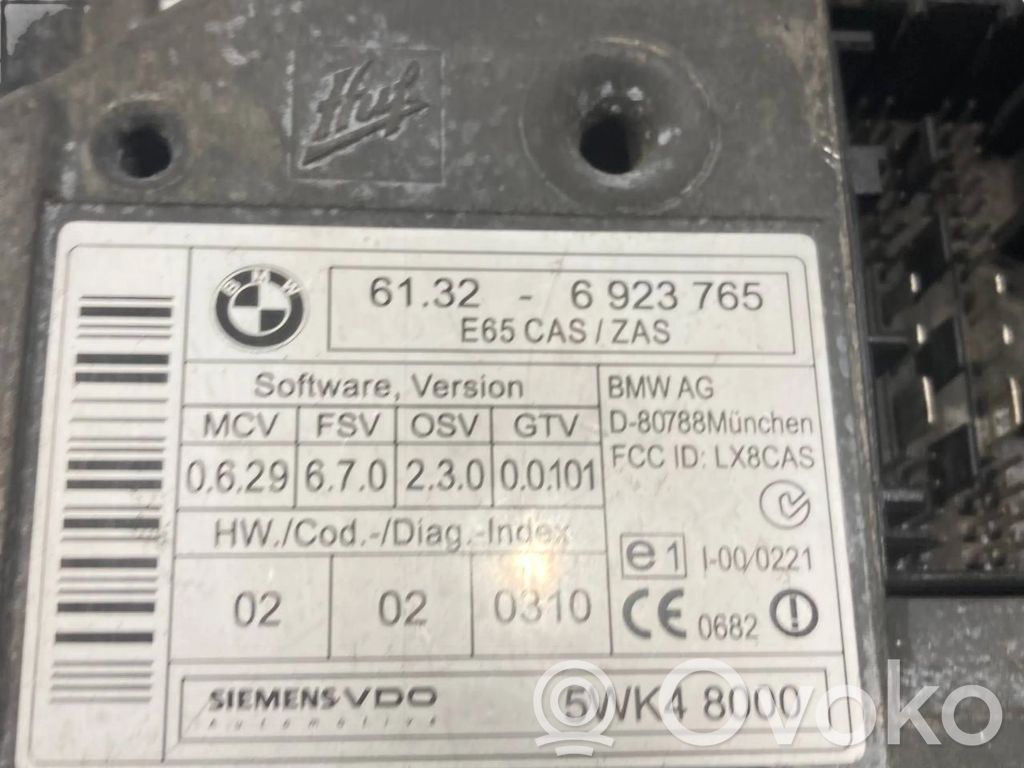 Huf
BMW
61.32 - 6 923 765
E65 CAS / ZAS
Software, Version
MCV FSV OSV GTV
0.6.29 6.7.0 2.3.0 0.0.101
HW./Cod.-/Diag.-Index
02 02 0310
BMW AG
D-80788München
FCC ID: LX8CAS
e1 I-00/0221
CE 0682
SIEMENS VDO
Automotive
5WK4 8000
Ovoko